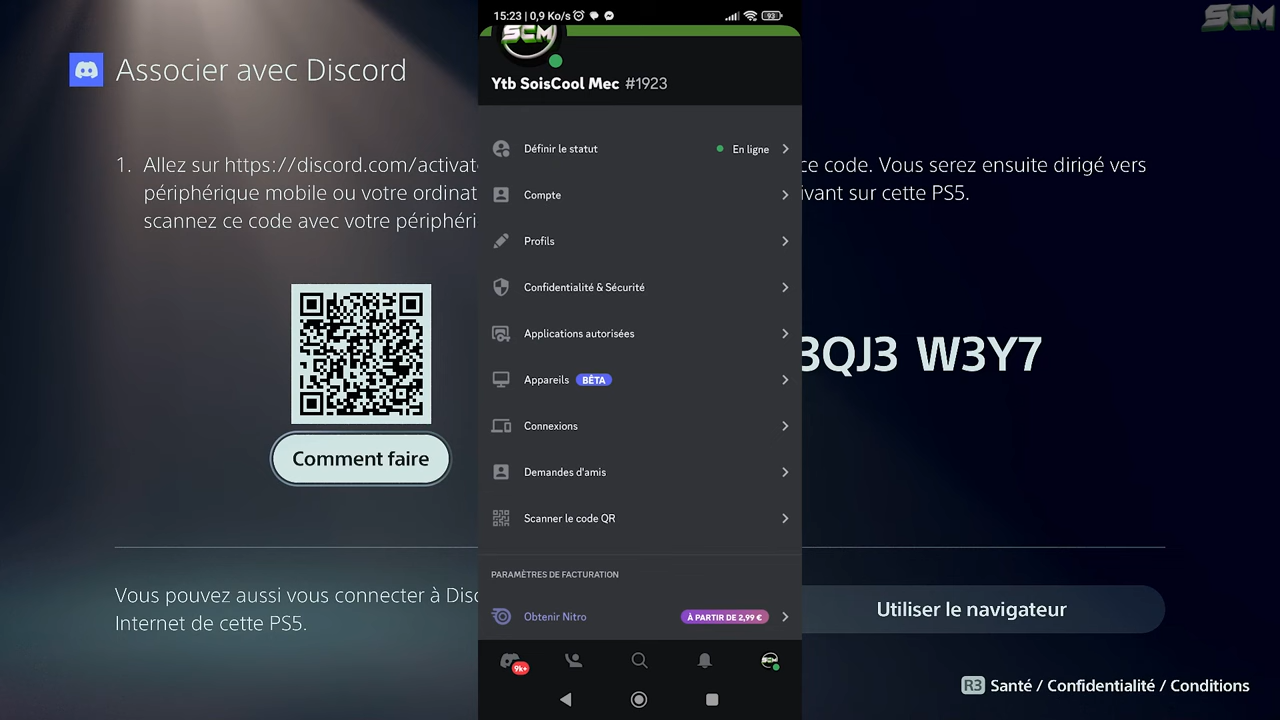 SCM
15:23 | 0,9 Ko/s
93
SCM
Ytb SoisCool Mec #1923
Associer avec Discord
1. Allez sur https://discord.com/activat
ce code. Vous serez ensuite dirigé vers
périphérique mobile ou votre ordinat
ivant sur cette PS5.
scannez ce code avec votre périphéri
Comment faire
3QJ3 W3Y7
Vous pouvez aussi vous connecter à Disc
Internet de cette PS5.
Utiliser le navigateur
R3 Santé / Confidentialité / Conditions
Définir le statut En ligne
Compte
Profils
Confidentialité & Sécurité
Applications autorisées
Appareils BÉTA
Connexions
Demandes d'amis
Scanner le code QR
PARAMÈTRES DE FACTURATION
Obtenir Nitro À PARTIR DE 2,99 €
9k+
SCM